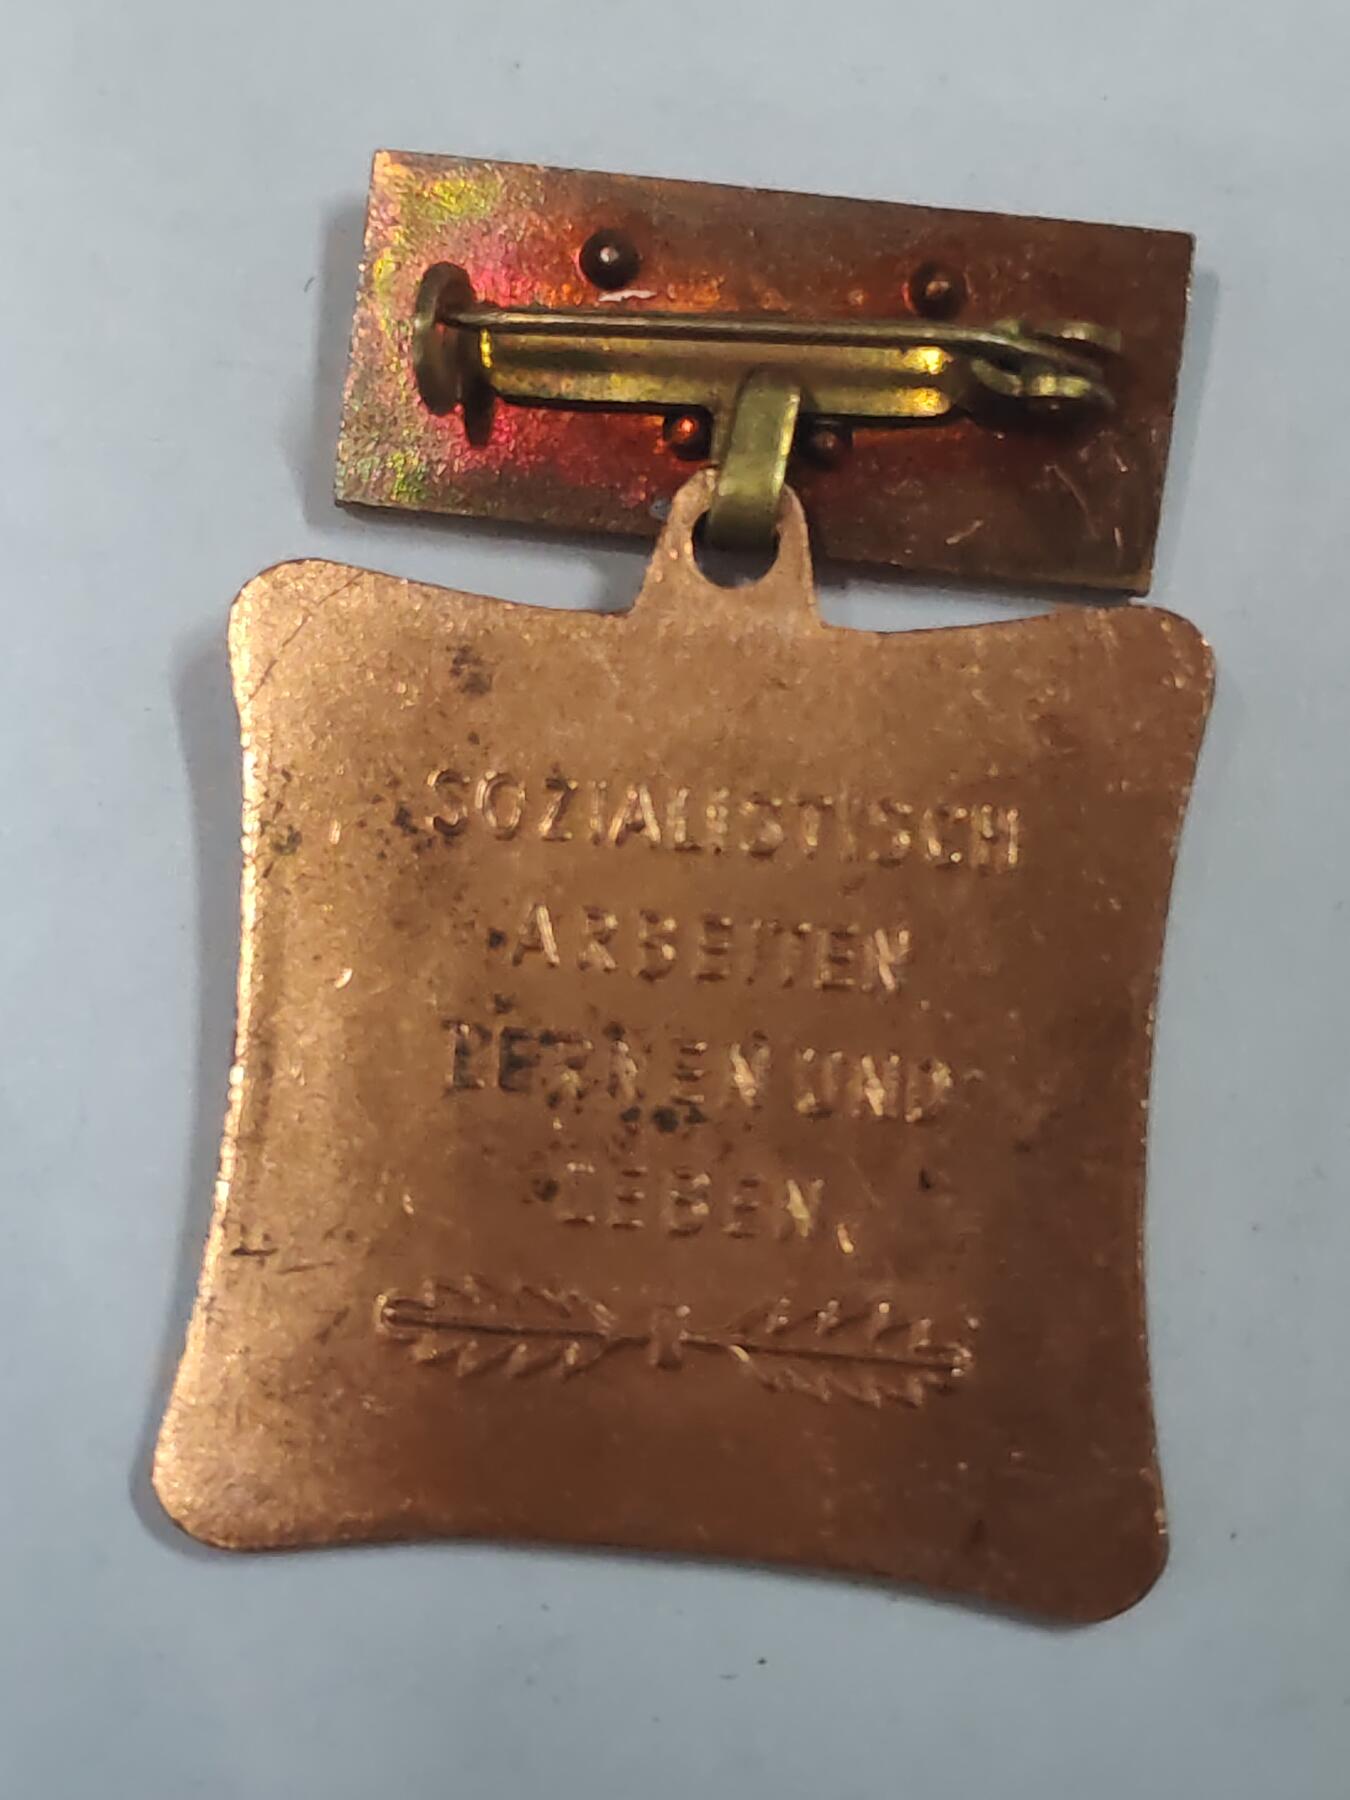 SOZIALISTISCH
ARBEITEN
LERNEN UND
LEBEN